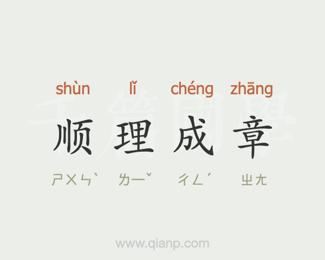 shùn lǐ chéng zhāng
顺理成章
ㄕㄨㄣˋ ㄌㄧˇ ㄔㄥˊ ㄓㄤ
www.qianp.com